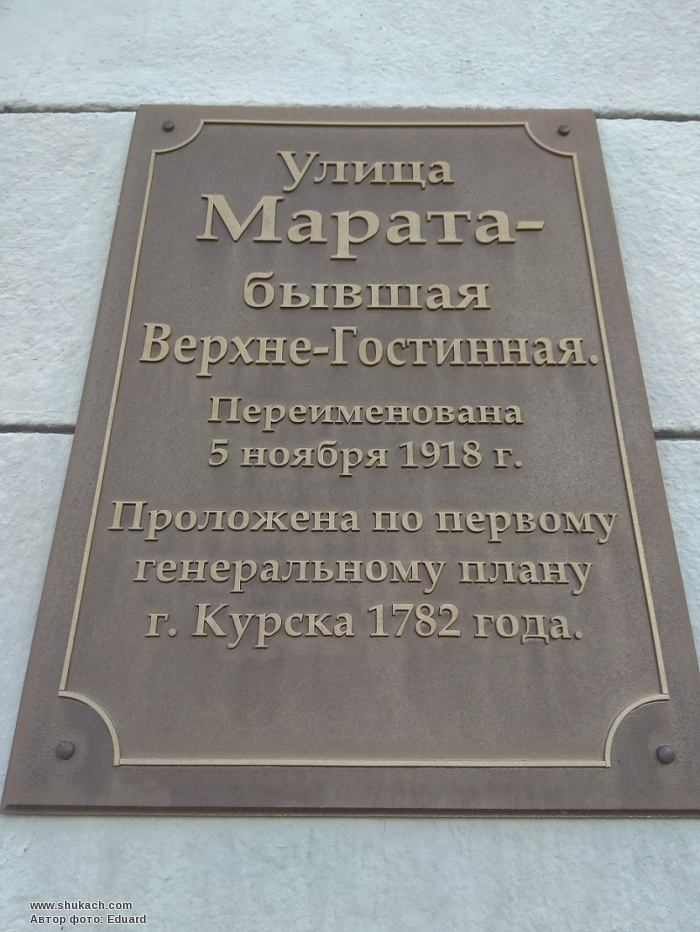 Улица
Марата-
бывшая
Верхне-Гостинная.
Переименована
5 ноября 1918 г.
Проложена по первому
генеральному плану
г. Курска 1782 года.
www.shukach.com
Автор фото: Eduard